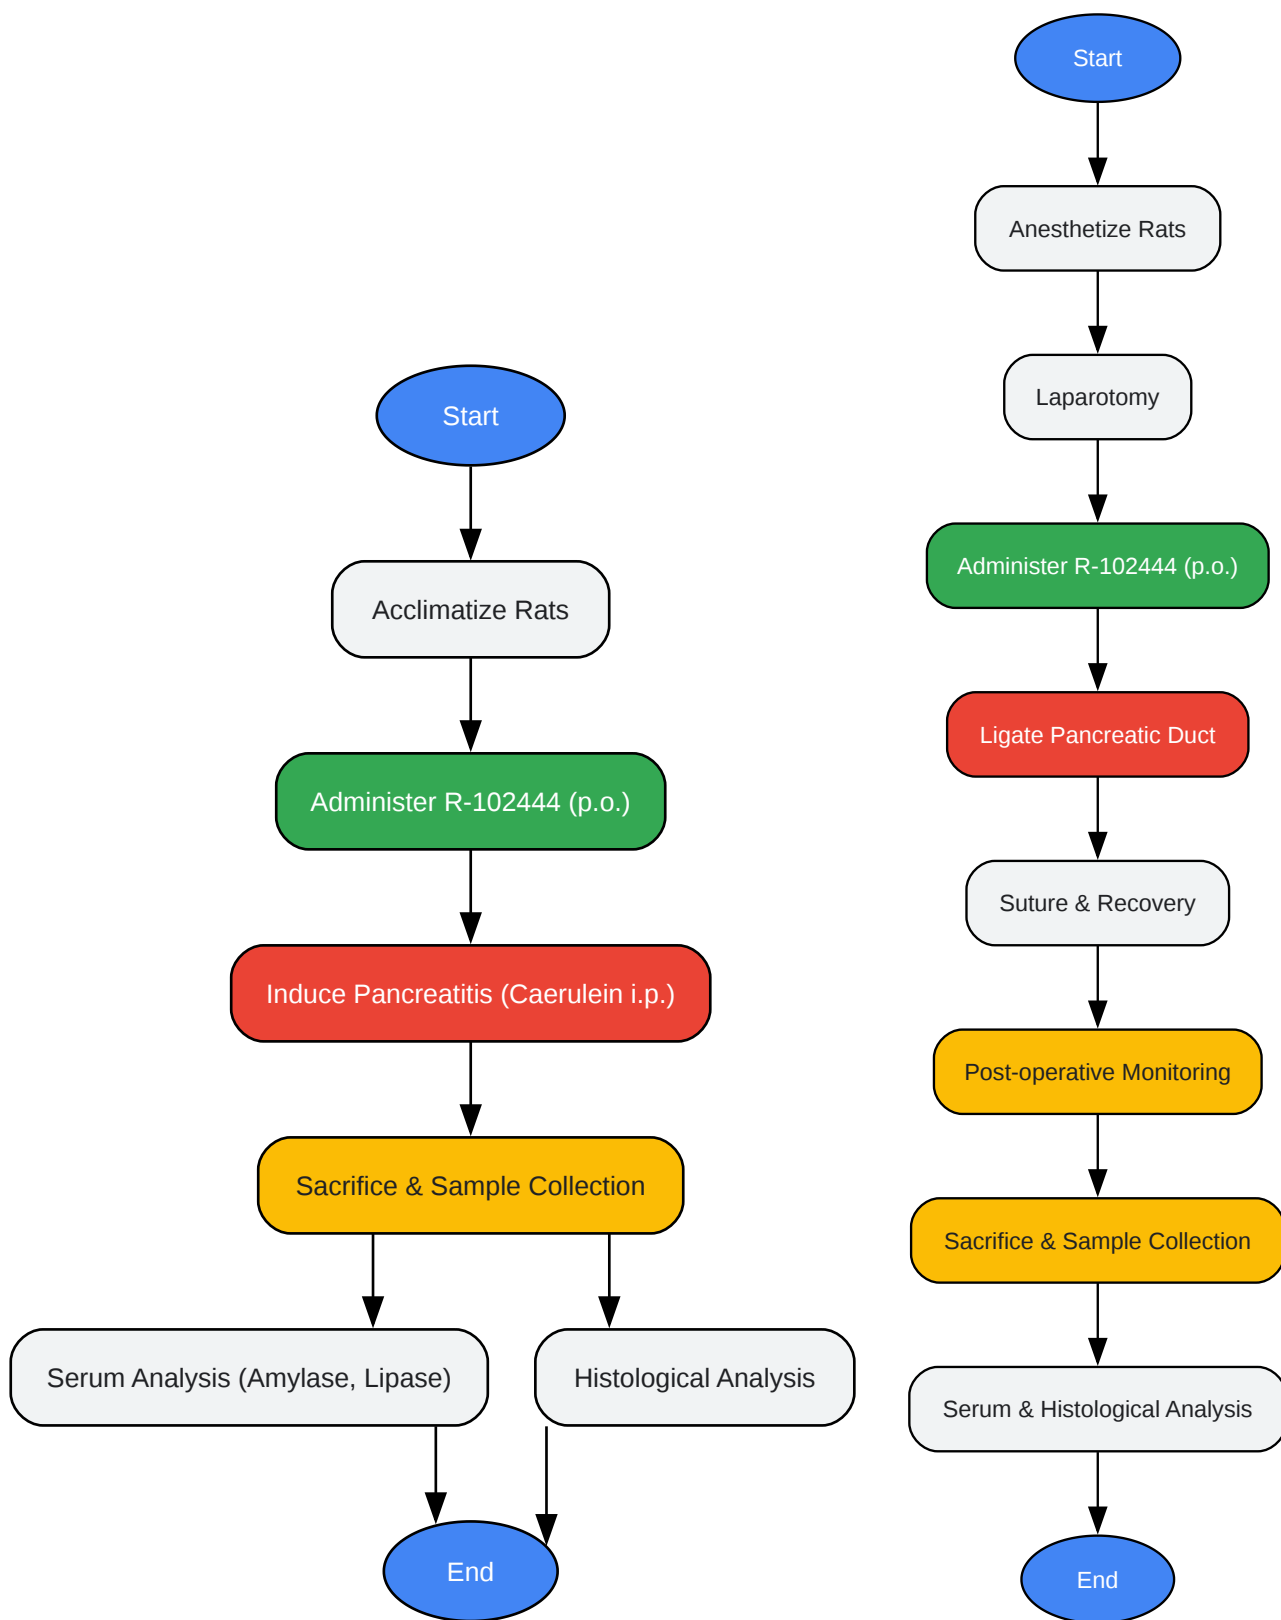 Start
Acclimatize Rats
Administer R-102444 (p.o.)
Induce Pancreatitis (Caerulein i.p.)
Sacrifice & Sample Collection
Serum Analysis (Amylase, Lipase)
Histological Analysis
End
Start
Anesthetize Rats
Laparotomy
Administer R-102444 (p.o.)
Ligate Pancreatic Duct
Suture & Recovery
Post-operative Monitoring
Sacrifice & Sample Collection
Serum & Histological Analysis
End